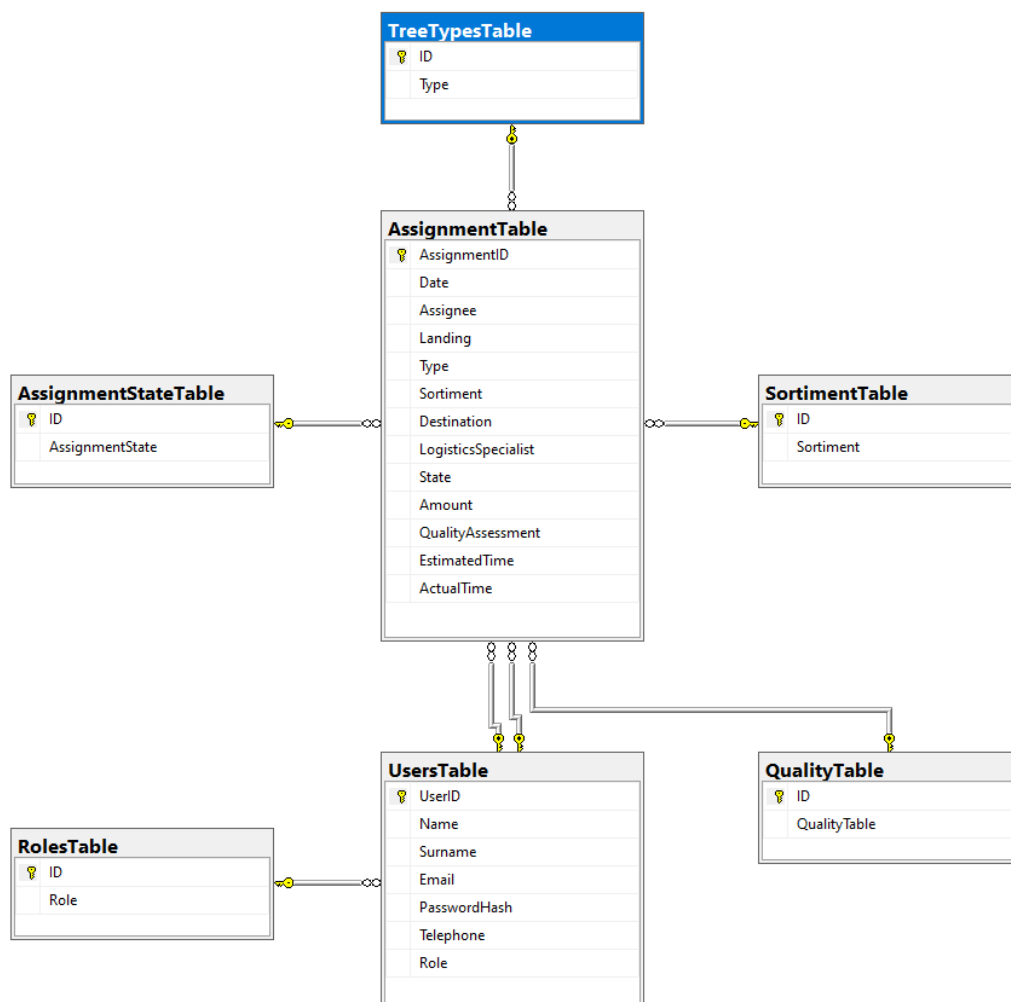 TreeTypesTable
ID
Type
AssignmentTable
AssignmentID
Date
Assignee
Landing
Type
Sortiment
Destination
LogisticsSpecialist
State
Amount
QualityAssessment
EstimatedTime
ActualTime
AssignmentStateTable
ID
AssignmentState
SortimentTable
ID
Sortiment
UsersTable
UserID
Name
Surname
Email
PasswordHash
Telephone
Role
QualityTable
ID
QualityTable
RolesTable
ID
Role